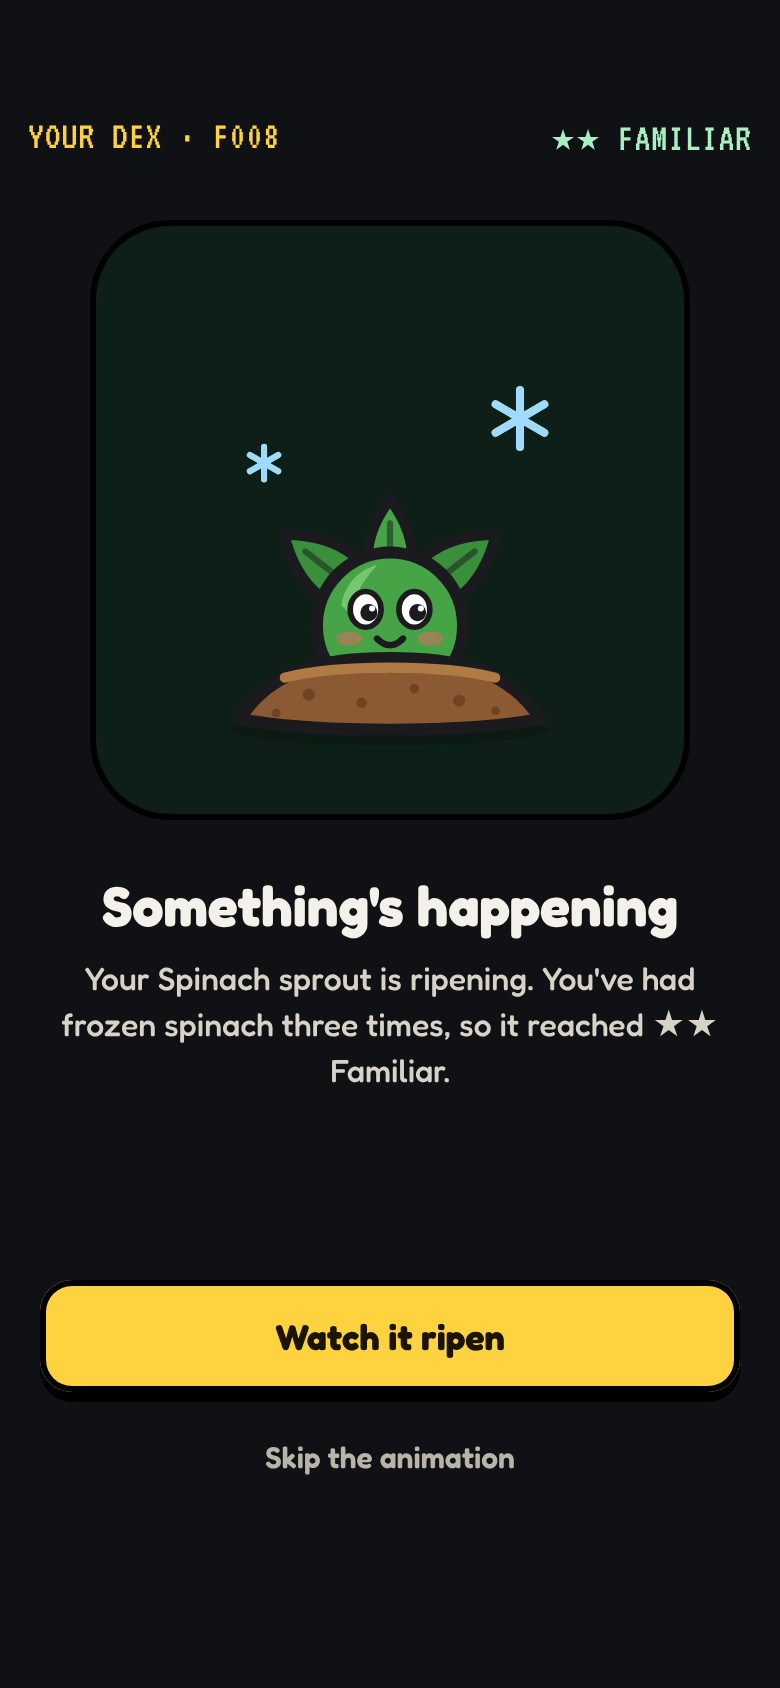 YOUR DEX · F008
★★ FAMILIAR
Something's happening
Your Spinach sprout is ripening. You've had
frozen spinach three times, so it reached ★★
Familiar.
Watch it ripen
Skip the animation